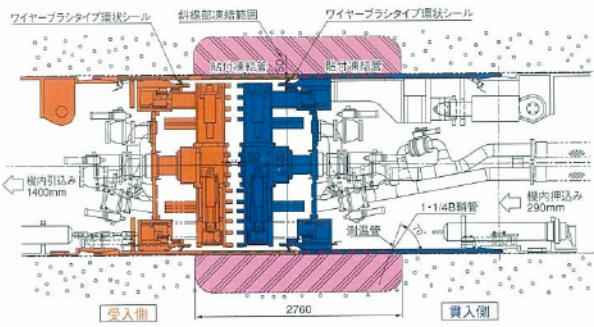 ワイヤーブラシタイプ環状シール
斜線部凍結範囲
ワイヤーブラシタイプ環状シール
貼付凍結管
貼付凍結管
機内引込み
1400mm
機内押込み
290mm
1・1/4B鞘管
測温管
70°
受入側
2760
貫入側